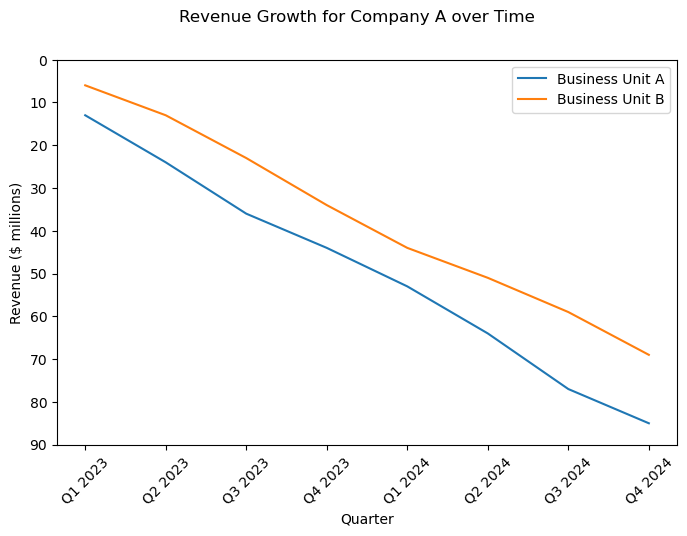 Revenue Growth for Company A over Time
Business Unit A
Business Unit B
Revenue ($ millions)
0
10
20
30
40
50
60
70
80
90
Q1 2023
Q2 2023
Q3 2023
Q4 2023
Q1 2024
Q2 2024
Q3 2024
Q4 2024
Quarter